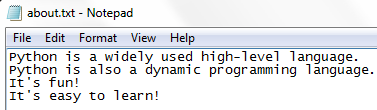 about.txt - Notepad
File Edit Format View Help
Python is a widely used high-level language.
Python is also a dynamic programming language.
It's fun!
It's easy to learn!